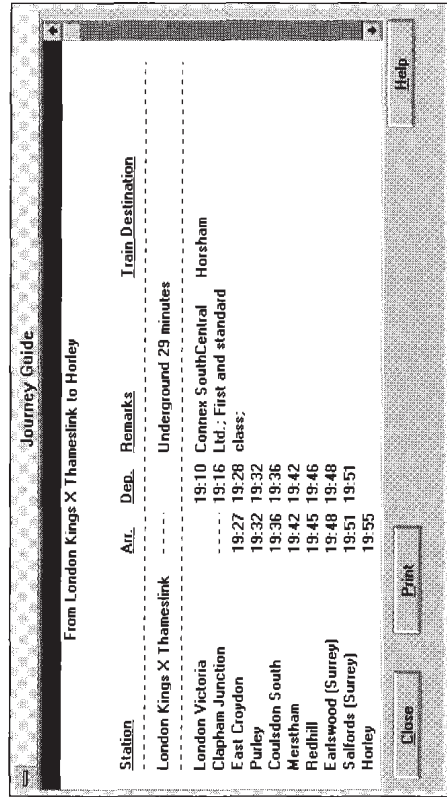 Journey Guide
From London Kings X Thameslink to Horley
Station Arr. Dep. Remarks Train Destination
London Kings X Thameslink ----- Underground 29 minutes
London Victoria 19:10 Connex SouthCentral Horsham
Clapham Junction ----- 19:16 Ltd.; First and standard
East Croydon 19:27 19:28 class;
Purley 19:32 19:32
Coulsdon South 19:36 19:36
Merstham 19:42 19:42
Redhill 19:45 19:46
Earlswood (Surrey) 19:48 19:48
Salfords (Surrey) 19:51 19:51
Horley 19:55
Close Print Help